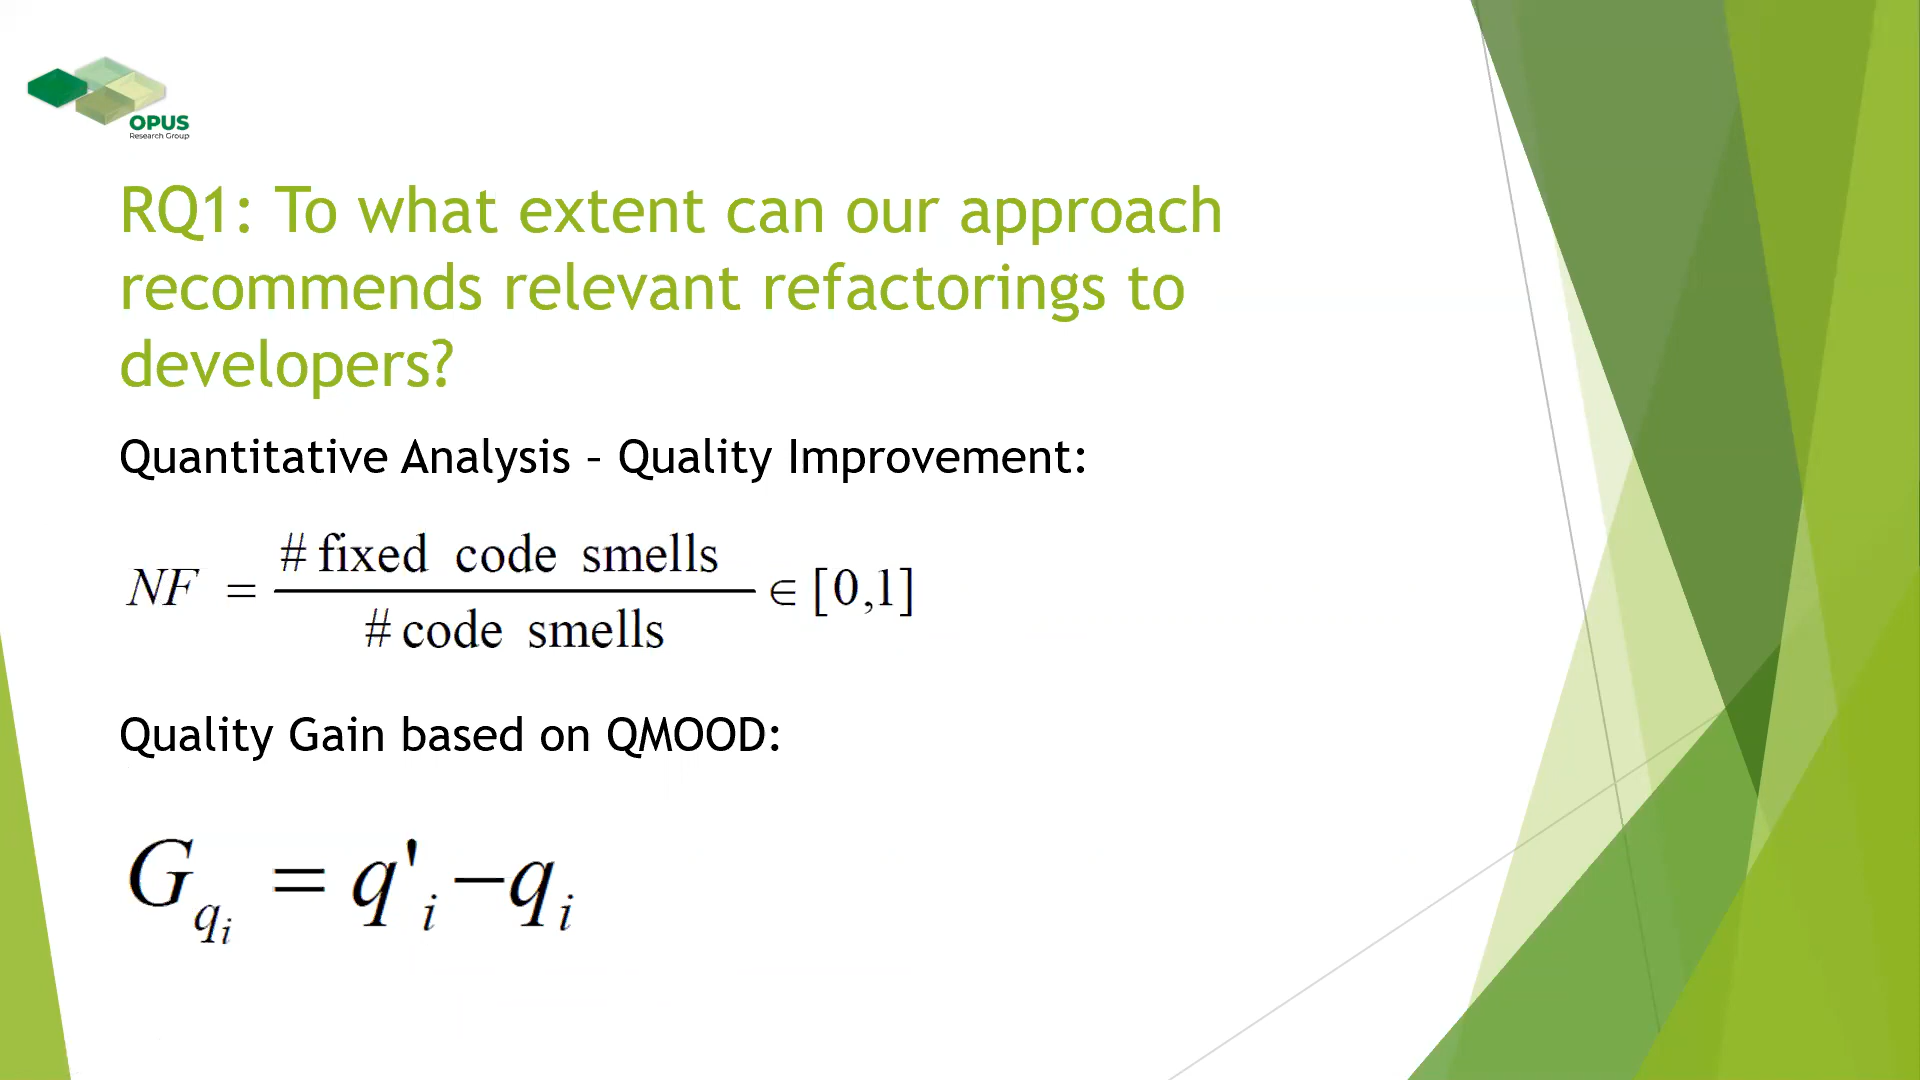 OPUS
Research Group
RQ1: To what extent can our approach
recommends relevant refactorings to
developers?
Quantitative Analysis – Quality Improvement:
NF = # fixed code smells / # code smells ∈ [0,1]
Quality Gain based on QMOOD:
G_{q_i} = q'_i – q_i